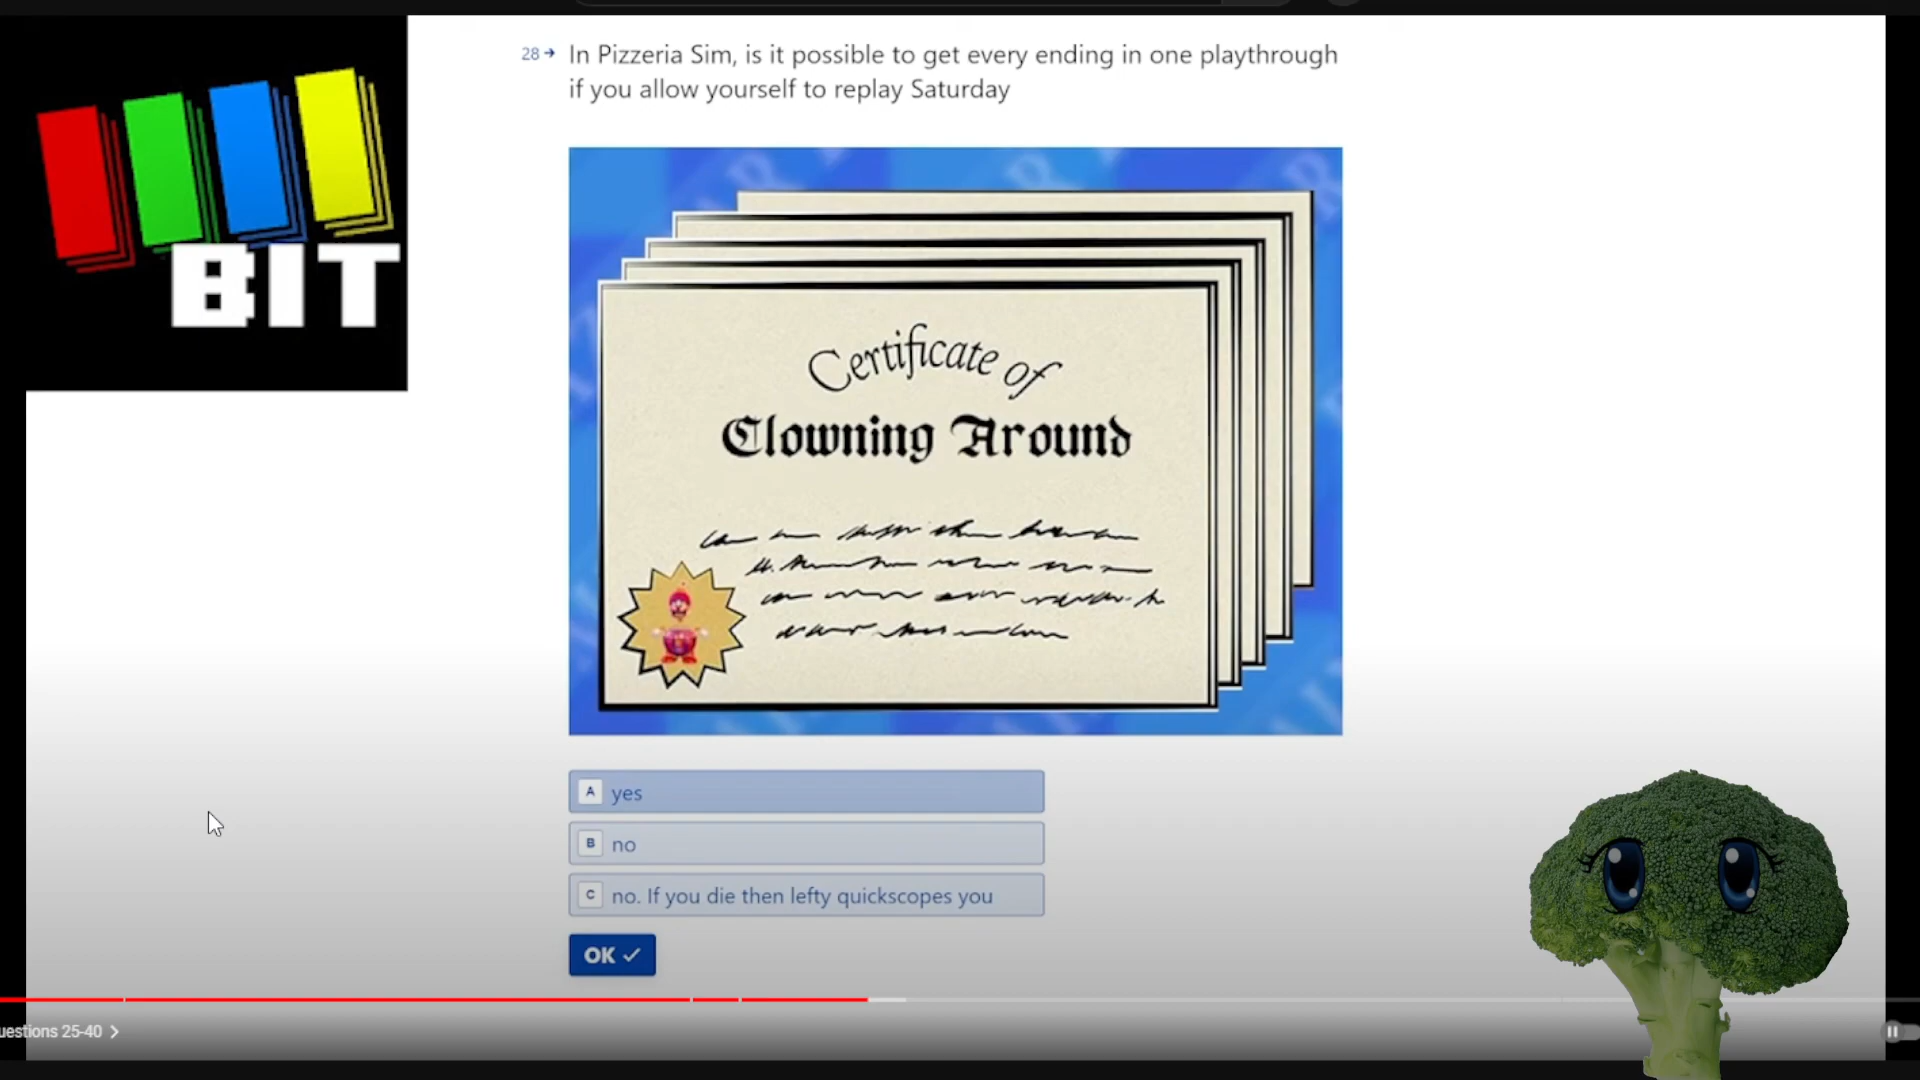 BIT
28 → In Pizzeria Sim, is it possible to get every ending in one playthrough
if you allow yourself to replay Saturday
Certificate of
Clowning Around
A yes
B no
C no. If you die then lefty quickscopes you
OK ✓
uestions 25-40 >